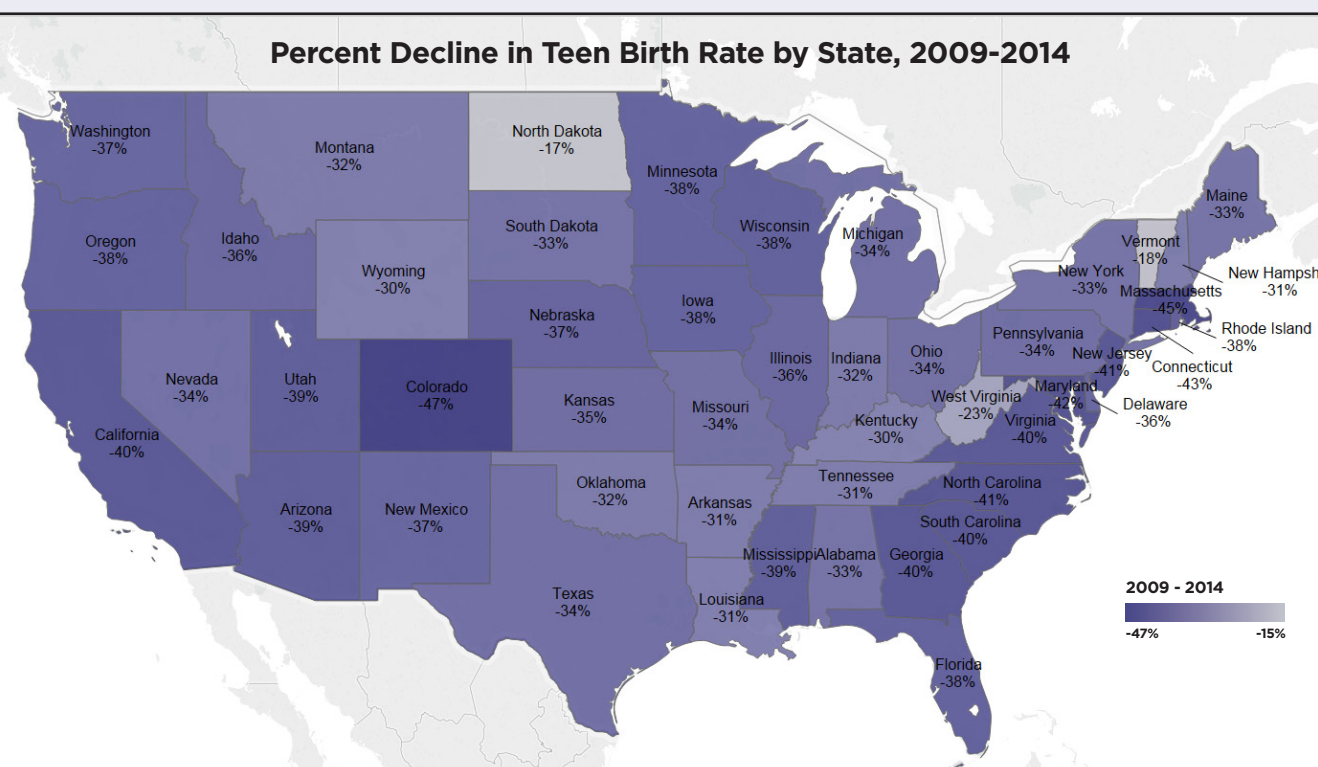 Percent Decline in Teen Birth Rate by State, 2009-2014
Washington
-37%
Montana
-32%
North Dakota
-17%
Minnesota
-38%
Oregon
-38%
Idaho
-36%
Wyoming
-30%
South Dakota
-33%
Wisconsin
-38%
Michigan
-34%
Maine
-33%
Vermont
-18%
New York
-33%
New Hampsh
-31%
Massachusetts
-45%
Rhode Island
-38%
Connecticut
-43%
Nebraska
-37%
Iowa
-38%
Illinois
-36%
Indiana
-32%
Ohio
-34%
Pennsylvania
-34%
New Jersey
-41%
Nevada
-34%
Utah
-39%
Colorado
-47%
Kansas
-35%
Missouri
-34%
Kentucky
-30%
West Virginia
-23%
Maryland
-42%
Delaware
-36%
Virginia
-40%
California
-40%
Arizona
-39%
New Mexico
-37%
Oklahoma
-32%
Arkansas
-31%
Tennessee
-31%
North Carolina
-41%
South Carolina
-40%
Texas
-34%
Louisiana
-31%
Mississippi
-39%
Alabama
-33%
Georgia
-40%
Florida
-38%
2009 - 2014
-47% -15%